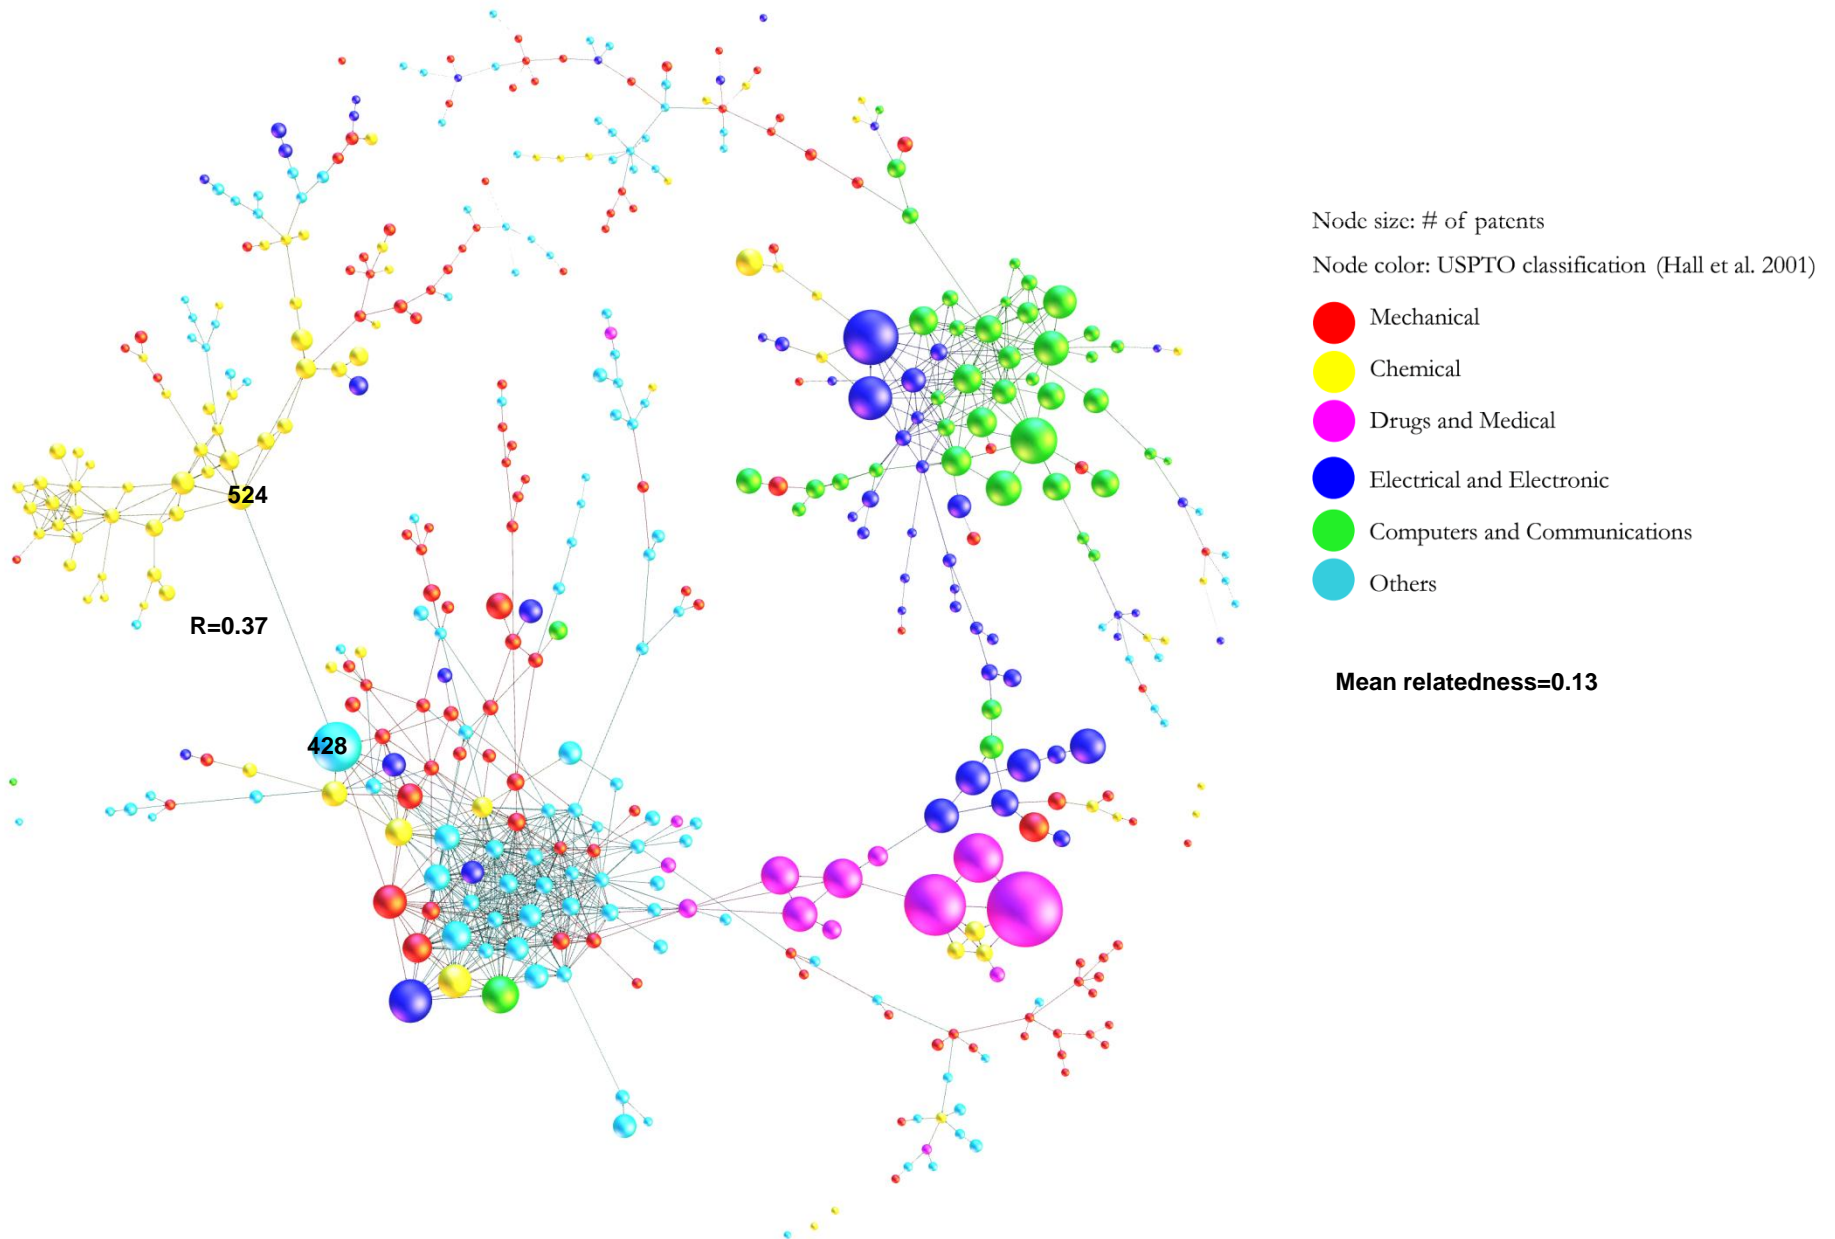 Node size: # of patents
Node color: USPTO classification (Hall et al. 2001)
Mechanical
Chemical
Drugs and Medical
Electrical and Electronic
Computers and Communications
Others
524
R=0.37
Mean relatedness=0.13
428